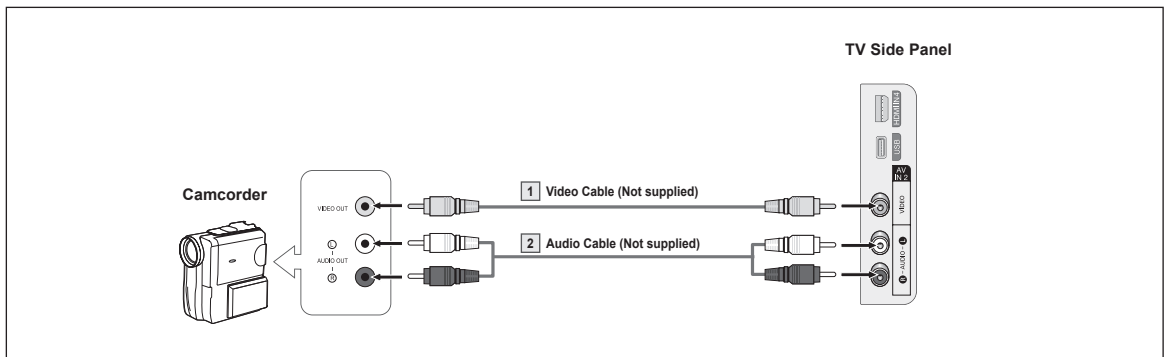 TV Side Panel
HDMI IN 4
USB
AV
IN 2
Camcorder
1 Video Cable (Not supplied)
VIDEO OUT
VIDEO
2 Audio Cable (Not supplied)
L
AUDIO OUT
R
R - AUDIO - L